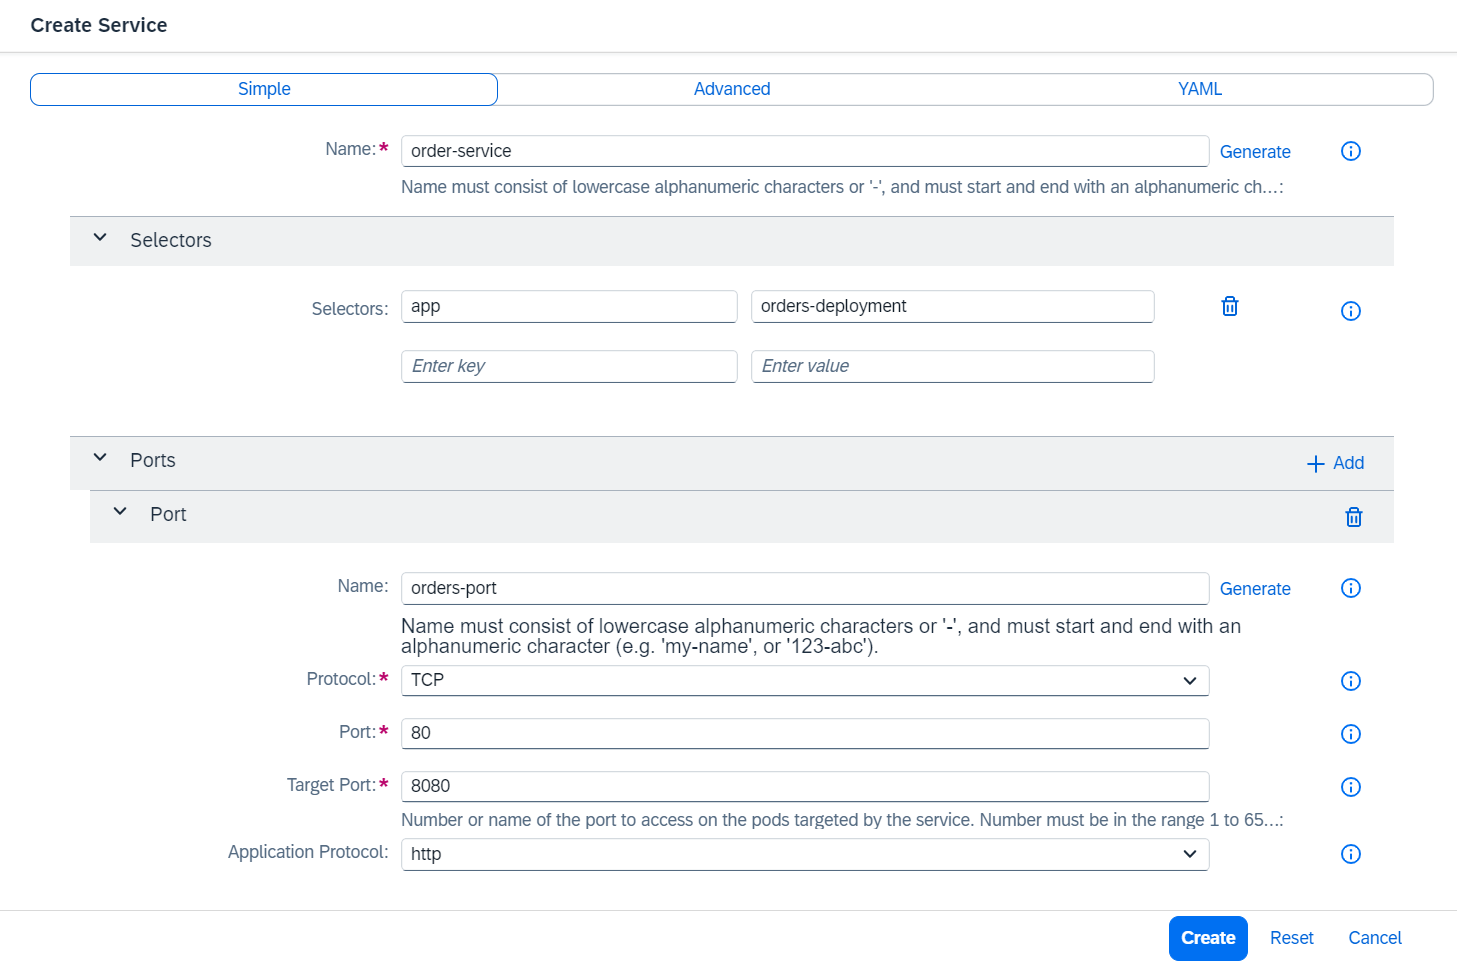 Create Service
Simple Advanced YAML
Name:* order-service Generate
Name must consist of lowercase alphanumeric characters or '-', and must start and end with an alphanumeric ch...:
Selectors
Selectors: app orders-deployment
Enter key Enter value
Ports + Add
Port
Name: orders-port Generate
Name must consist of lowercase alphanumeric characters or '-', and must start and end with an
alphanumeric character (e.g. 'my-name', or '123-abc').
Protocol:* TCP
Port:* 80
Target Port:* 8080
Number or name of the port to access on the pods targeted by the service. Number must be in the range 1 to 65...:
Application Protocol: http
Create Reset Cancel